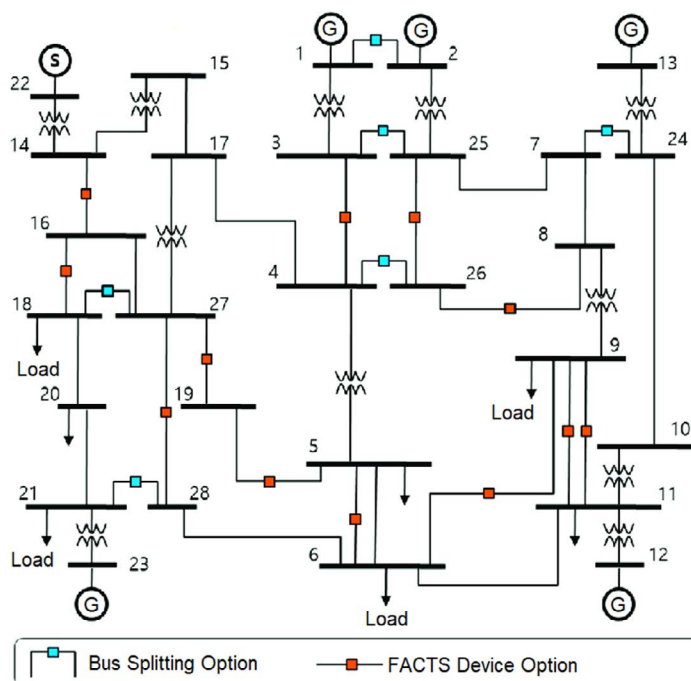 G G G
1 2 13
S 15
22
14 17 3 25 7 24
16 8
4 26
18 27 9
Load Load
20 19 10
5
21 28 11
Load 6
23 12
G Load G
Bus Splitting Option FACTS Device Option